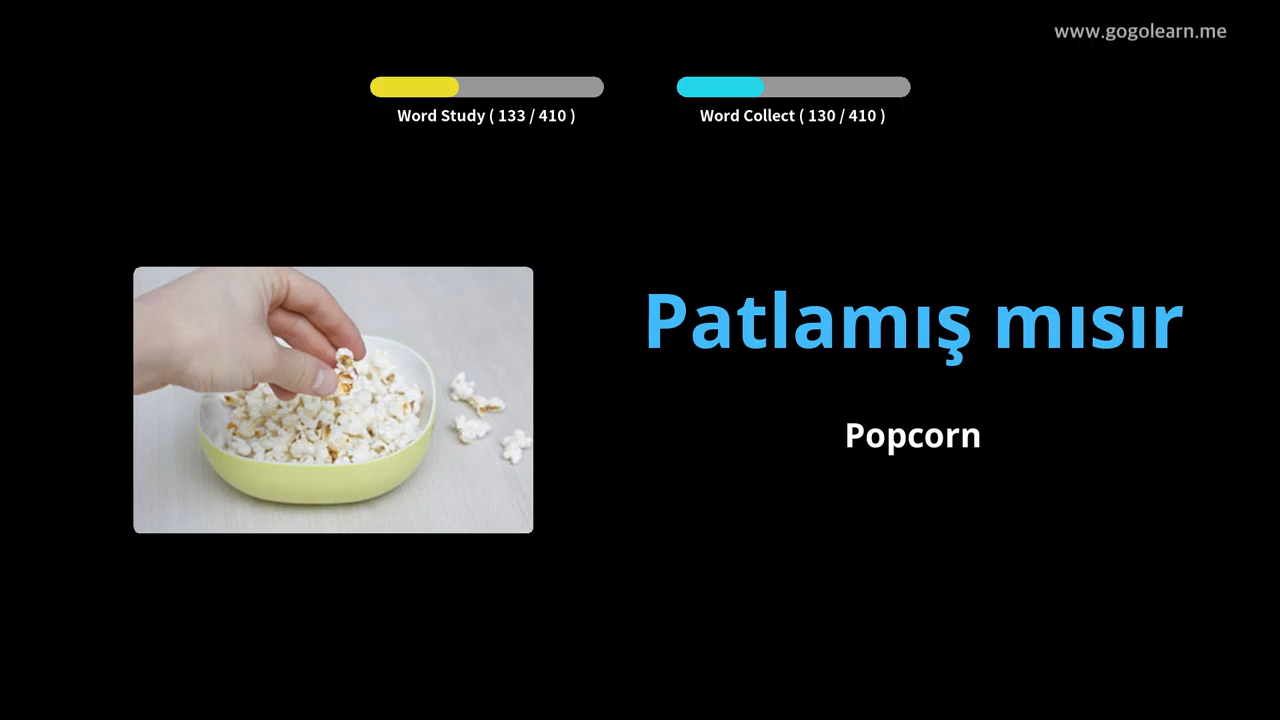 www.gogolearn.me
Word Study ( 133 / 410 )
Word Collect ( 130 / 410 )
Patlamış mısır
Popcorn